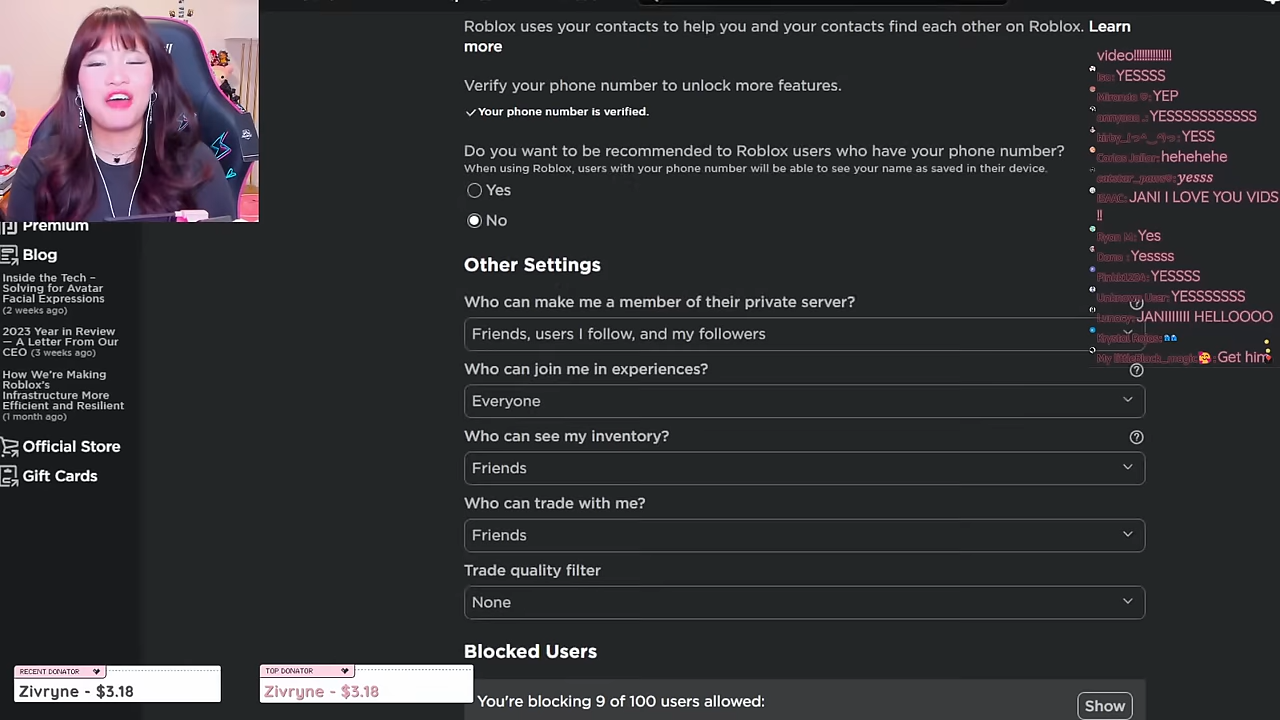 Roblox uses your contacts to help you and your contacts find each other on Roblox. Learn
more
Verify your phone number to unlock more features.
Your phone number is verified.
Do you want to be recommended to Roblox users who have your phone number?
When using Roblox, users with your phone number will be able to see your name as saved in their device.
Yes
No
Other Settings
Who can make me a member of their private server?
Friends, users I follow, and my followers
Who can join me in experiences?
Everyone
Who can see my inventory?
Friends
Who can trade with me?
Friends
Trade quality filter
None
Blocked Users
You're blocking 9 of 100 users allowed:
Show
Premium
Blog
Inside the Tech –
Solving for Avatar
Facial Expressions
(2 weeks ago)
2023 Year in Review
— A Letter From Our
CEO (3 weeks ago)
How We're Making
Roblox's
Infrastructure More
Efficient and Resilient
(1 month ago)
Official Store
Gift Cards
video!!!!!!!!!!!!!!
YESSSS
YEP
YESSSSSSSSSSS
YESS
hehehehe
yesss
ISAAC: JANI I LOVE YOU VIDS
!!
Ryan M: Yes
Yessss
YESSSS
Unknown User: YESSSSSSS
JANIIIIIII HELLOOOO
Get him
RECENT DONATOR
Zivryne - $3.18
TOP DONATOR
Zivryne - $3.18